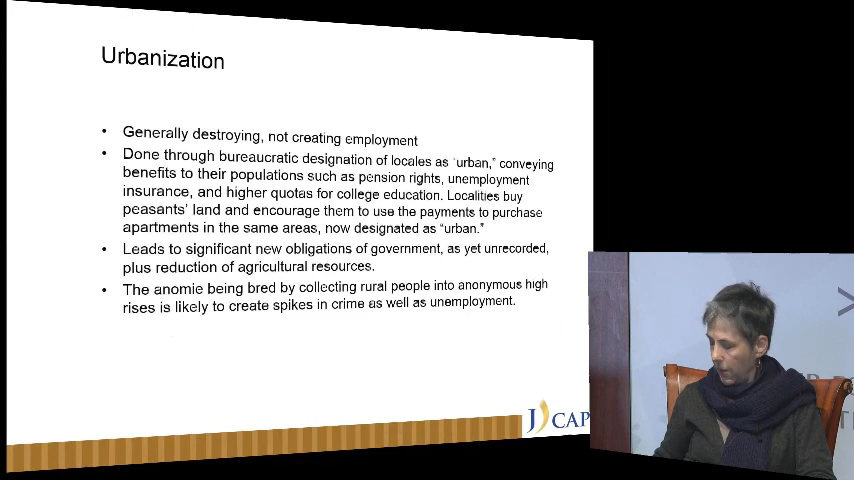 Urbanization
• Generally destroying, not creating employment
• Done through bureaucratic designation of locales as “urban,” conveying
benefits to their populations such as pension rights, unemployment
insurance, and higher quotas for college education. Localities buy
peasants’ land and encourage them to use the payments to purchase
apartments in the same areas, now designated as “urban.”
• Leads to significant new obligations of government, as yet unrecorded,
plus reduction of agricultural resources.
• The anomie being bred by collecting rural people into anonymous high
rises is likely to create spikes in crime as well as unemployment.
J CAP